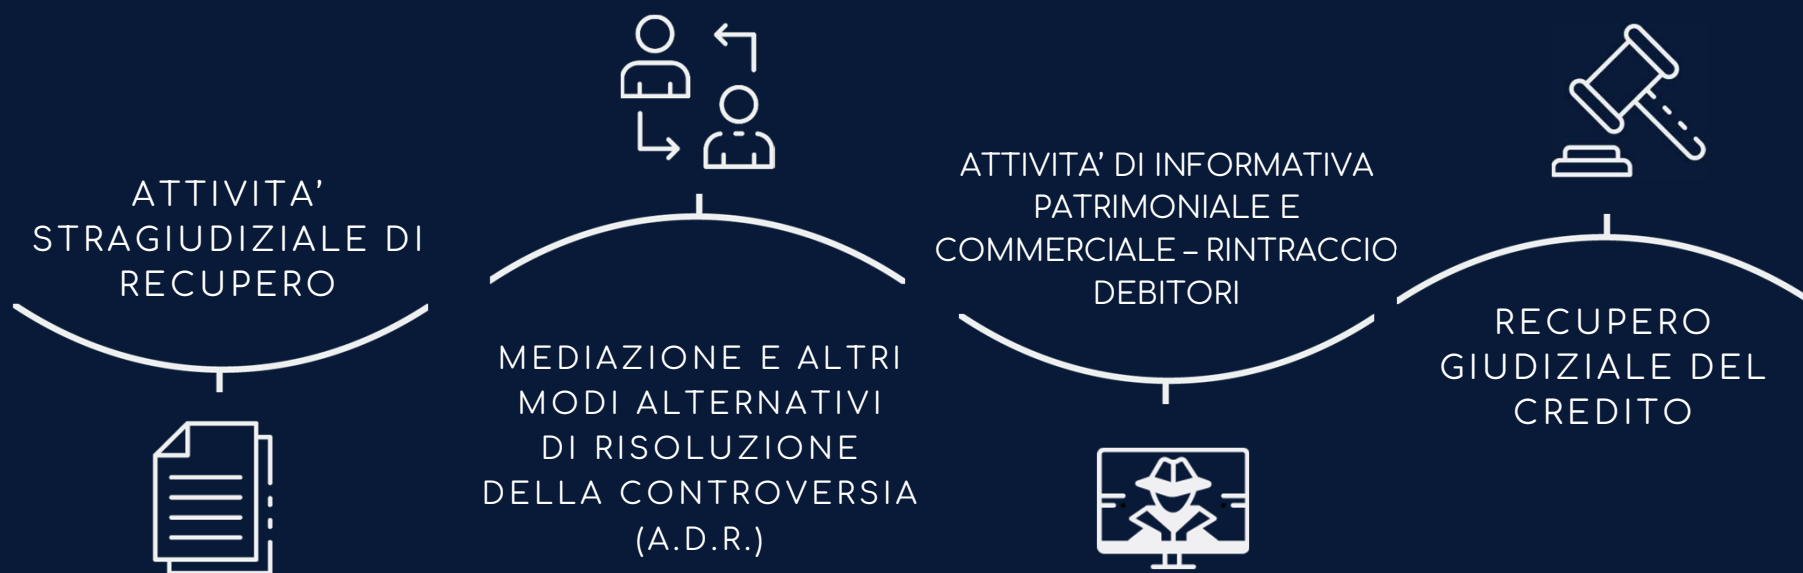 ATTIVITA’
STRAGIUDIZIALE DI
RECUPERO
MEDIAZIONE E ALTRI
MODI ALTERNATIVI
DI RISOLUZIONE
DELLA CONTROVERSIA
(A.D.R.)
ATTIVITA’ DI INFORMATIVA
PATRIMONIALE E
COMMERCIALE – RINTRACCIO
DEBITORI
RECUPERO
GIUDIZIALE DEL
CREDITO